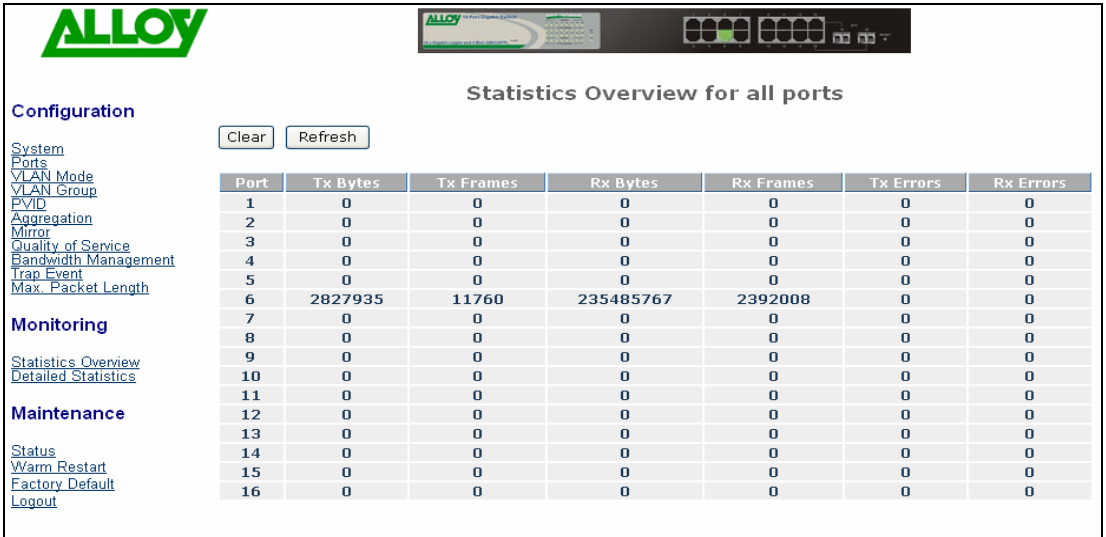 ALLOY
ALLOY 16 Port Gigabit Switch
Statistics Overview for all ports
Clear Refresh
Configuration
System
Ports
VLAN Mode
VLAN Group
PVID
Aggregation
Mirror
Quality of Service
Bandwidth Management
Trap Event
Max. Packet Length
Monitoring
Statistics Overview
Detailed Statistics
Maintenance
Status
Warm Restart
Factory Default
Logout
Port Tx Bytes Tx Frames Rx Bytes Rx Frames Tx Errors Rx Errors
1 0 0 0 0 0 0
2 0 0 0 0 0 0
3 0 0 0 0 0 0
4 0 0 0 0 0 0
5 0 0 0 0 0 0
6 2827935 11760 235485767 2392008 0 0
7 0 0 0 0 0 0
8 0 0 0 0 0 0
9 0 0 0 0 0 0
10 0 0 0 0 0 0
11 0 0 0 0 0 0
12 0 0 0 0 0 0
13 0 0 0 0 0 0
14 0 0 0 0 0 0
15 0 0 0 0 0 0
16 0 0 0 0 0 0